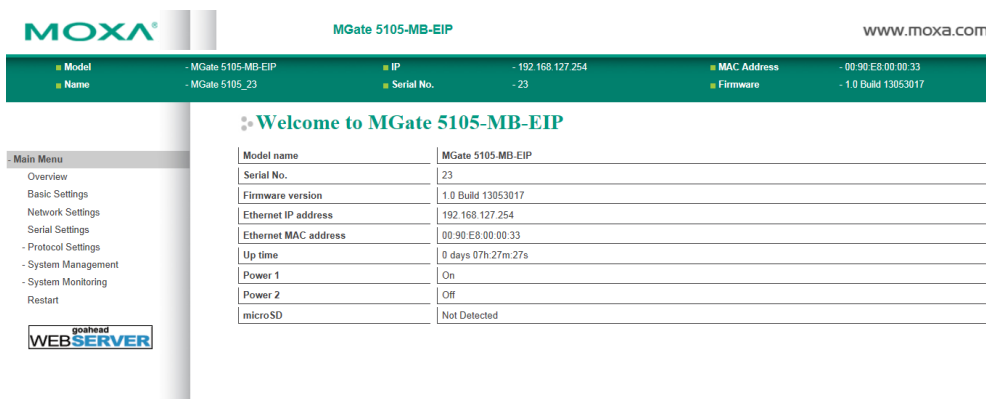 MOXA®
MGate 5105-MB-EIP
www.moxa.com
Model - MGate 5105-MB-EIP IP - 192.168.127.254 MAC Address - 00:90:E8:00:00:33
Name - MGate 5105_23 Serial No. - 23 Firmware - 1.0 Build 13053017
Welcome to MGate 5105-MB-EIP
- Main Menu
Overview
Basic Settings
Network Settings
Serial Settings
- Protocol Settings
- System Management
- System Monitoring
Restart
goahead
WEBSERVER
Model name MGate 5105-MB-EIP
Serial No. 23
Firmware version 1.0 Build 13053017
Ethernet IP address 192.168.127.254
Ethernet MAC address 00:90:E8:00:00:33
Up time 0 days 07h:27m:27s
Power 1 On
Power 2 Off
microSD Not Detected